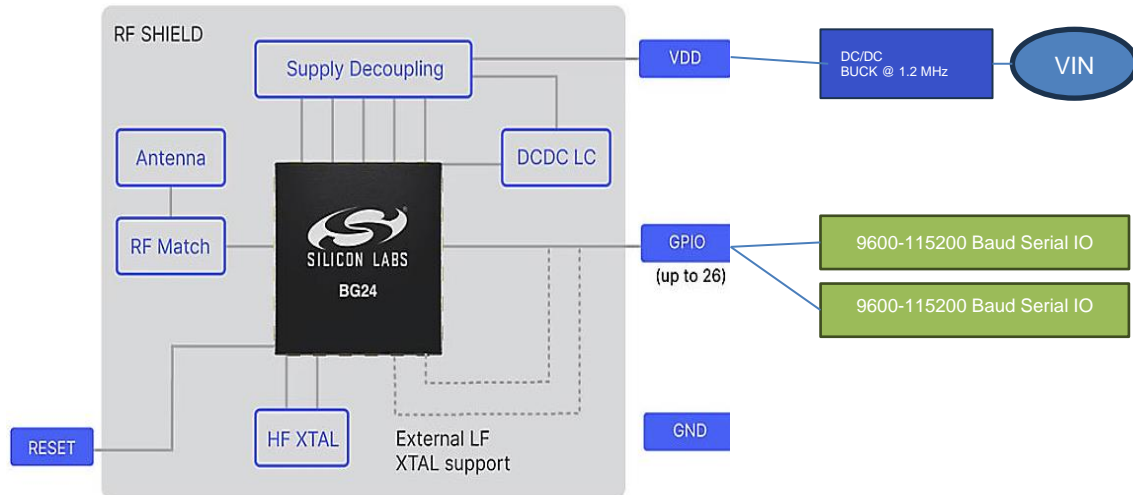 RF SHIELD
Supply Decoupling
VDD
DC/DC
BUCK @ 1.2 MHz
VIN
Antenna
DCDC LC
RF Match
SILICON LABS
BG24
GPIO
(up to 26)
9600-115200 Baud Serial IO
9600-115200 Baud Serial IO
RESET
HF XTAL
External LF
XTAL support
GND